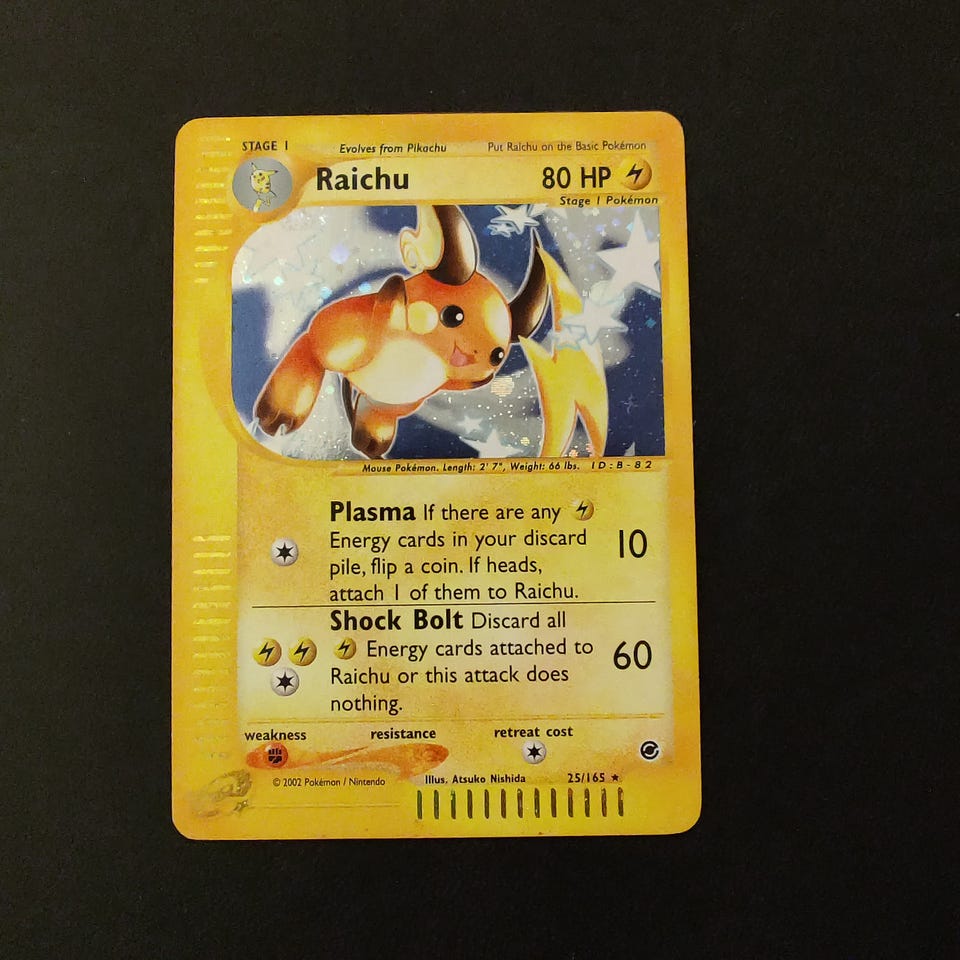 STAGE 1 Evolves from Pikachu Put Raichu on the Basic Pokémon
Raichu 80 HP
Stage 1 Pokémon
Mouse Pokémon. Length: 2' 7", Weight: 66 lbs. ID:B-82
Plasma If there are any
Energy cards in your discard
pile, flip a coin. If heads,
attach 1 of them to Raichu.
10
Shock Bolt Discard all
Energy cards attached to
Raichu or this attack does
nothing.
60
weakness resistance retreat cost
© 2002 Pokémon / Nintendo Illus. Atsuko Nishida 25/165 ★